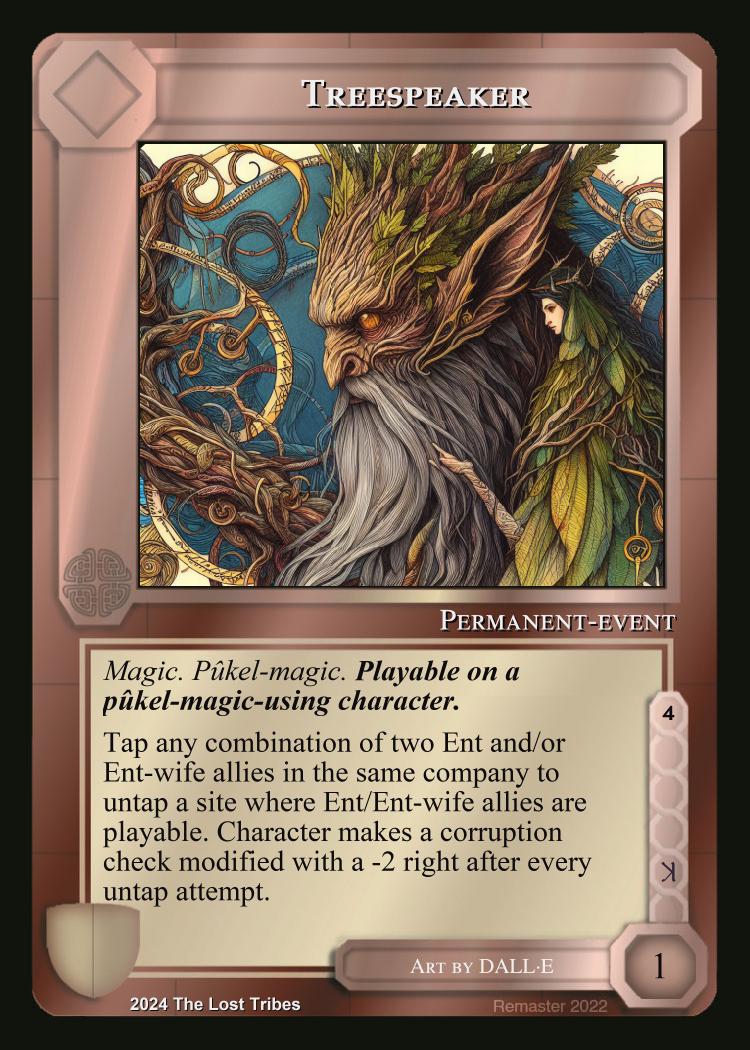 Treespeaker
Permanent-event
Magic. Pûkel-magic. Playable on a
pûkel-magic-using character.
Tap any combination of two Ent and/or
Ent-wife allies in the same company to
untap a site where Ent/Ent-wife allies are
playable. Character makes a corruption
check modified with a -2 right after every
untap attempt.
4
Art by DALL·E
1
2024 The Lost Tribes
Remaster 2022